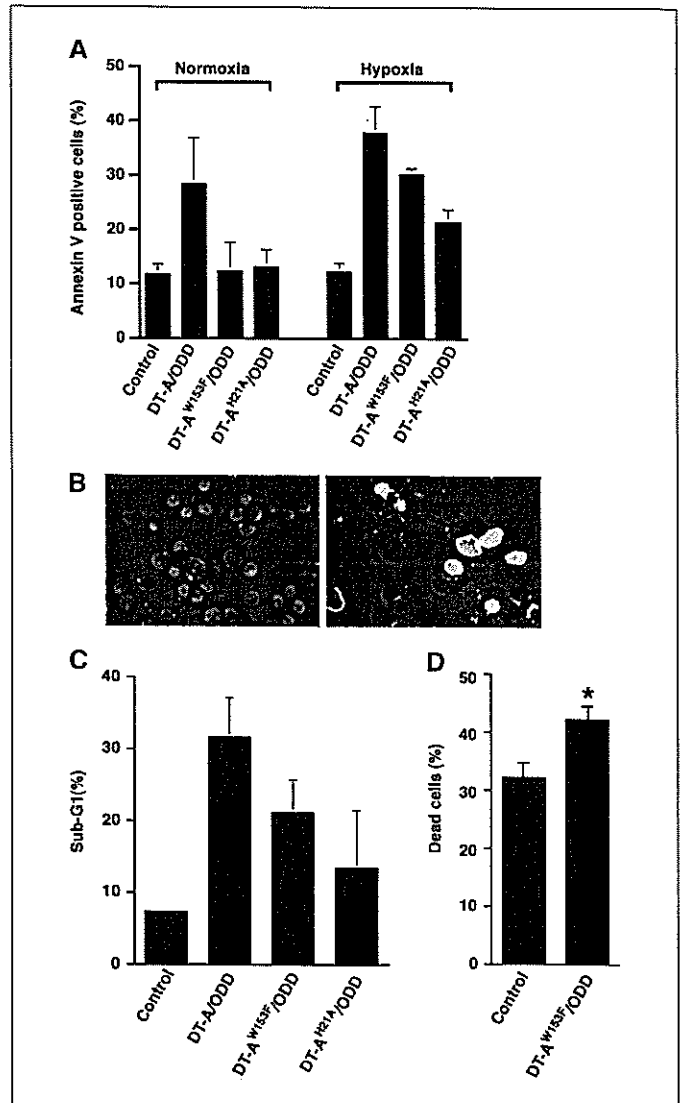 A
Normoxia Hypoxia
Annexin V positive cells (%)
50
40
30
20
10
0
Control
DT-A/ODD
DT-A W153F/ODD
DT-A H21A/ODD
Control
DT-A/ODD
DT-A W153F/ODD
DT-A H21A/ODD
B
C
Sub-G1(%)
40
30
20
10
0
Control
DT-A/ODD
DT-A W153F/ODD
DT-A H21A/ODD
D
*
Dead cells (%)
50
40
30
20
10
0
Control
DT-A W153F/ODD